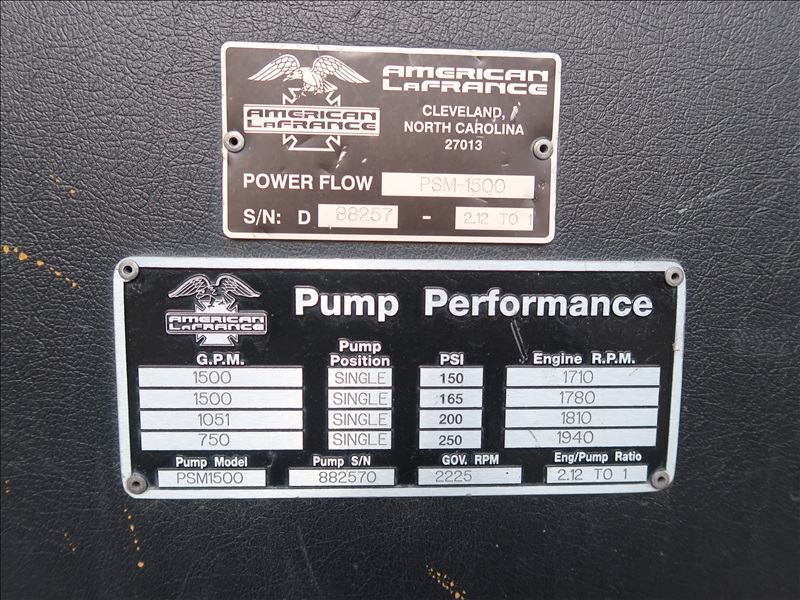 AMERICAN
LAFRANCE
AMERICAN
LAFRANCE
CLEVELAND,
NORTH CAROLINA
27013
POWER FLOW PSM-1500
S/N: D 88257 - 2.12 TO 1
AMERICAN
LAFRANCE
Pump Performance
G.P.M. Pump Position PSI Engine R.P.M.
1500 SINGLE 150 1710
1500 SINGLE 165 1780
1051 SINGLE 200 1810
750 SINGLE 250 1940
Pump Model Pump S/N GOV. RPM Eng/Pump Ratio
PSM1500 882570 2225 2.12 TO 1